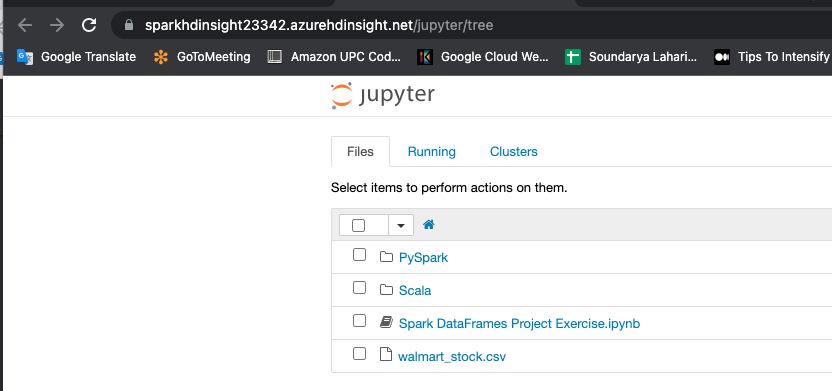 sparkhdinsight23342.azurehdinsight.net/jupyter/tree
Google Translate GoToMeeting Amazon UPC Cod... Google Cloud We... Soundarya Lahari... Tips To Intensify
jupyter
Files Running Clusters
Select items to perform actions on them.
PySpark
Scala
Spark DataFrames Project Exercise.ipynb
walmart_stock.csv